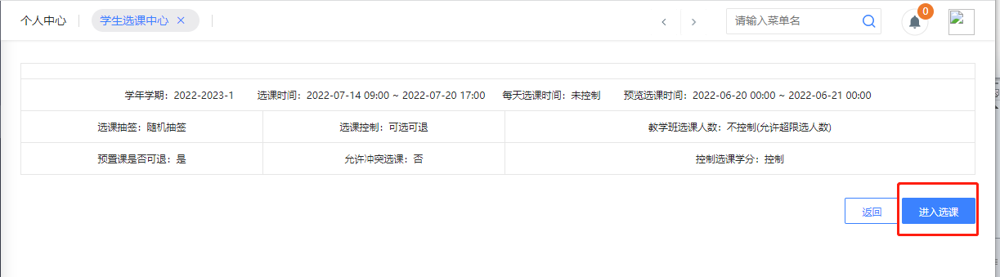 个人中心 学生选课中心 × 请输入菜单名 0
学年学期：2022-2023-1 选课时间：2022-07-14 09:00 ~ 2022-07-20 17:00 每天选课时间：未控制 预览选课时间：2022-06-20 00:00 ~ 2022-06-21 00:00
选课抽签：随机抽签 选课控制：可选可退 教学班选课人数：不控制(允许超限选人数)
预置课是否可退：是 允许冲突选课：否 控制选课学分：控制
返回 进入选课